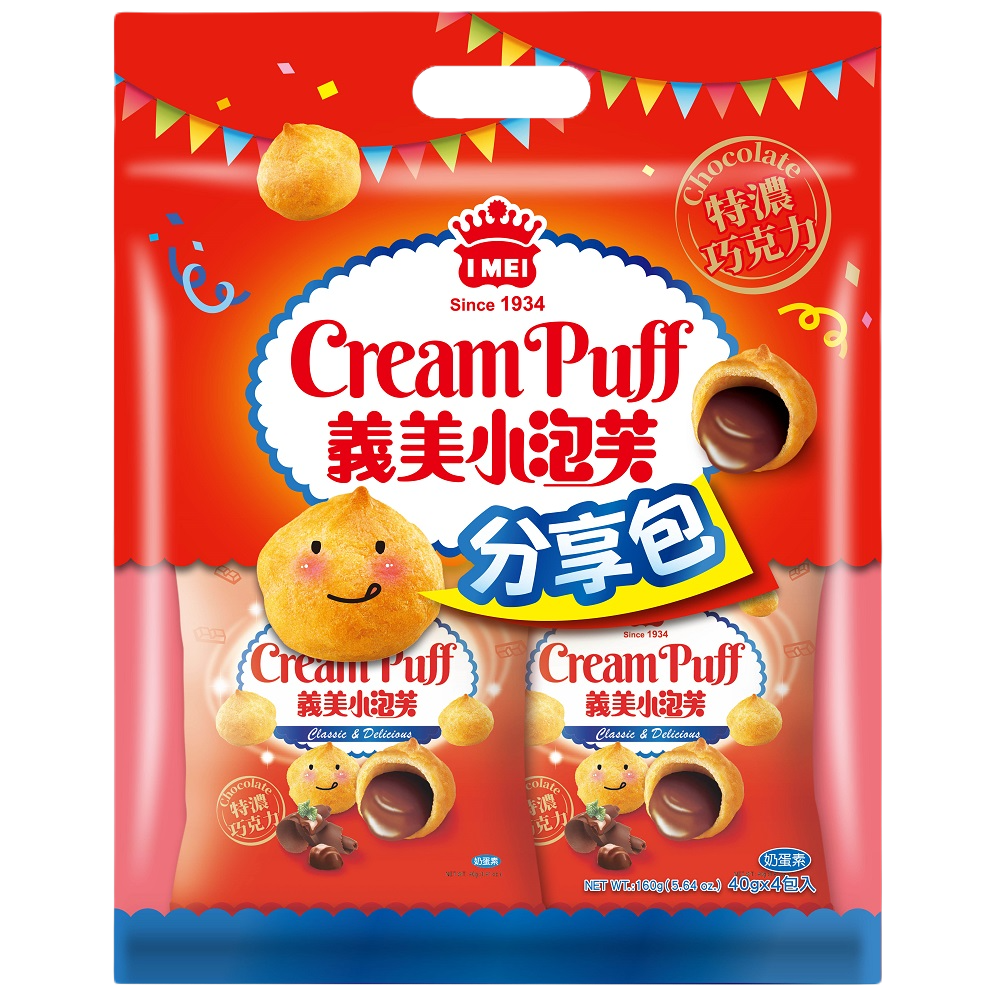 Chocolate
特濃
巧克力
I MEI
Since 1934
Cream Puff
義美小泡芙
分享包
Cream Puff
義美小泡芙
Classic & Delicious
Chocolate
特濃
巧克力
奶蛋素
Since 1934
Cream Puff
義美小泡芙
Classic & Delicious
特濃
克力
奶蛋素
NET WT.:160g(5.64 oz.) 40gx4包入